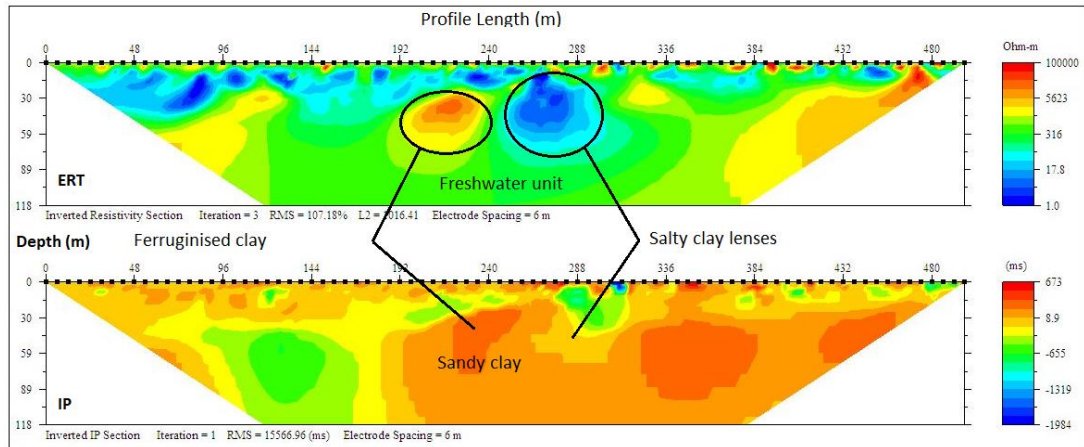 Profile Length (m)
0 48 96 144 192 240 288 336 384 432 480
Ohm-m
0
30
59
89
118
100000
5623
316
17.8
1.0
ERT
Freshwater unit
Inverted Resistivity Section Iteration = 3 RMS = 107.18% L2 = 1016.41 Electrode Spacing = 6 m
Depth (m)
Ferruginised clay
Salty clay lenses
0 48 96 144 192 240 288 336 384 432 480
(ms)
0
30
59
89
118
673
8.9
-655
-1319
-1984
Sandy clay
IP
Inverted IP Section Iteration = 1 RMS = 15566.96 (ms) Electrode Spacing = 6 m